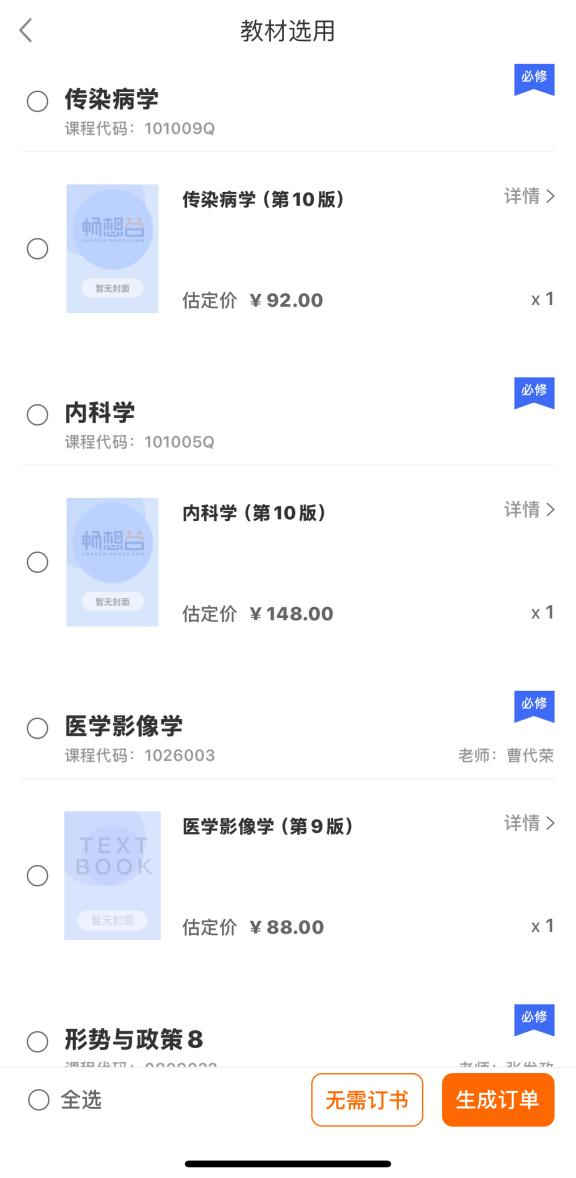 教材选用
必修
传染病学
课程代码：101009Q
传染病学（第10版）
详情
畅想谷
暂无封面
估定价 ¥ 92.00
x 1
必修
内科学
课程代码：101005Q
内科学（第10版）
详情
畅想谷
暂无封面
估定价 ¥ 148.00
x 1
必修
医学影像学
课程代码：1026003
老师：曹代荣
医学影像学（第9版）
详情
TEXT
BOOK
暂无封面
估定价 ¥ 88.00
x 1
必修
形势与政策8
全选
无需订书
生成订单